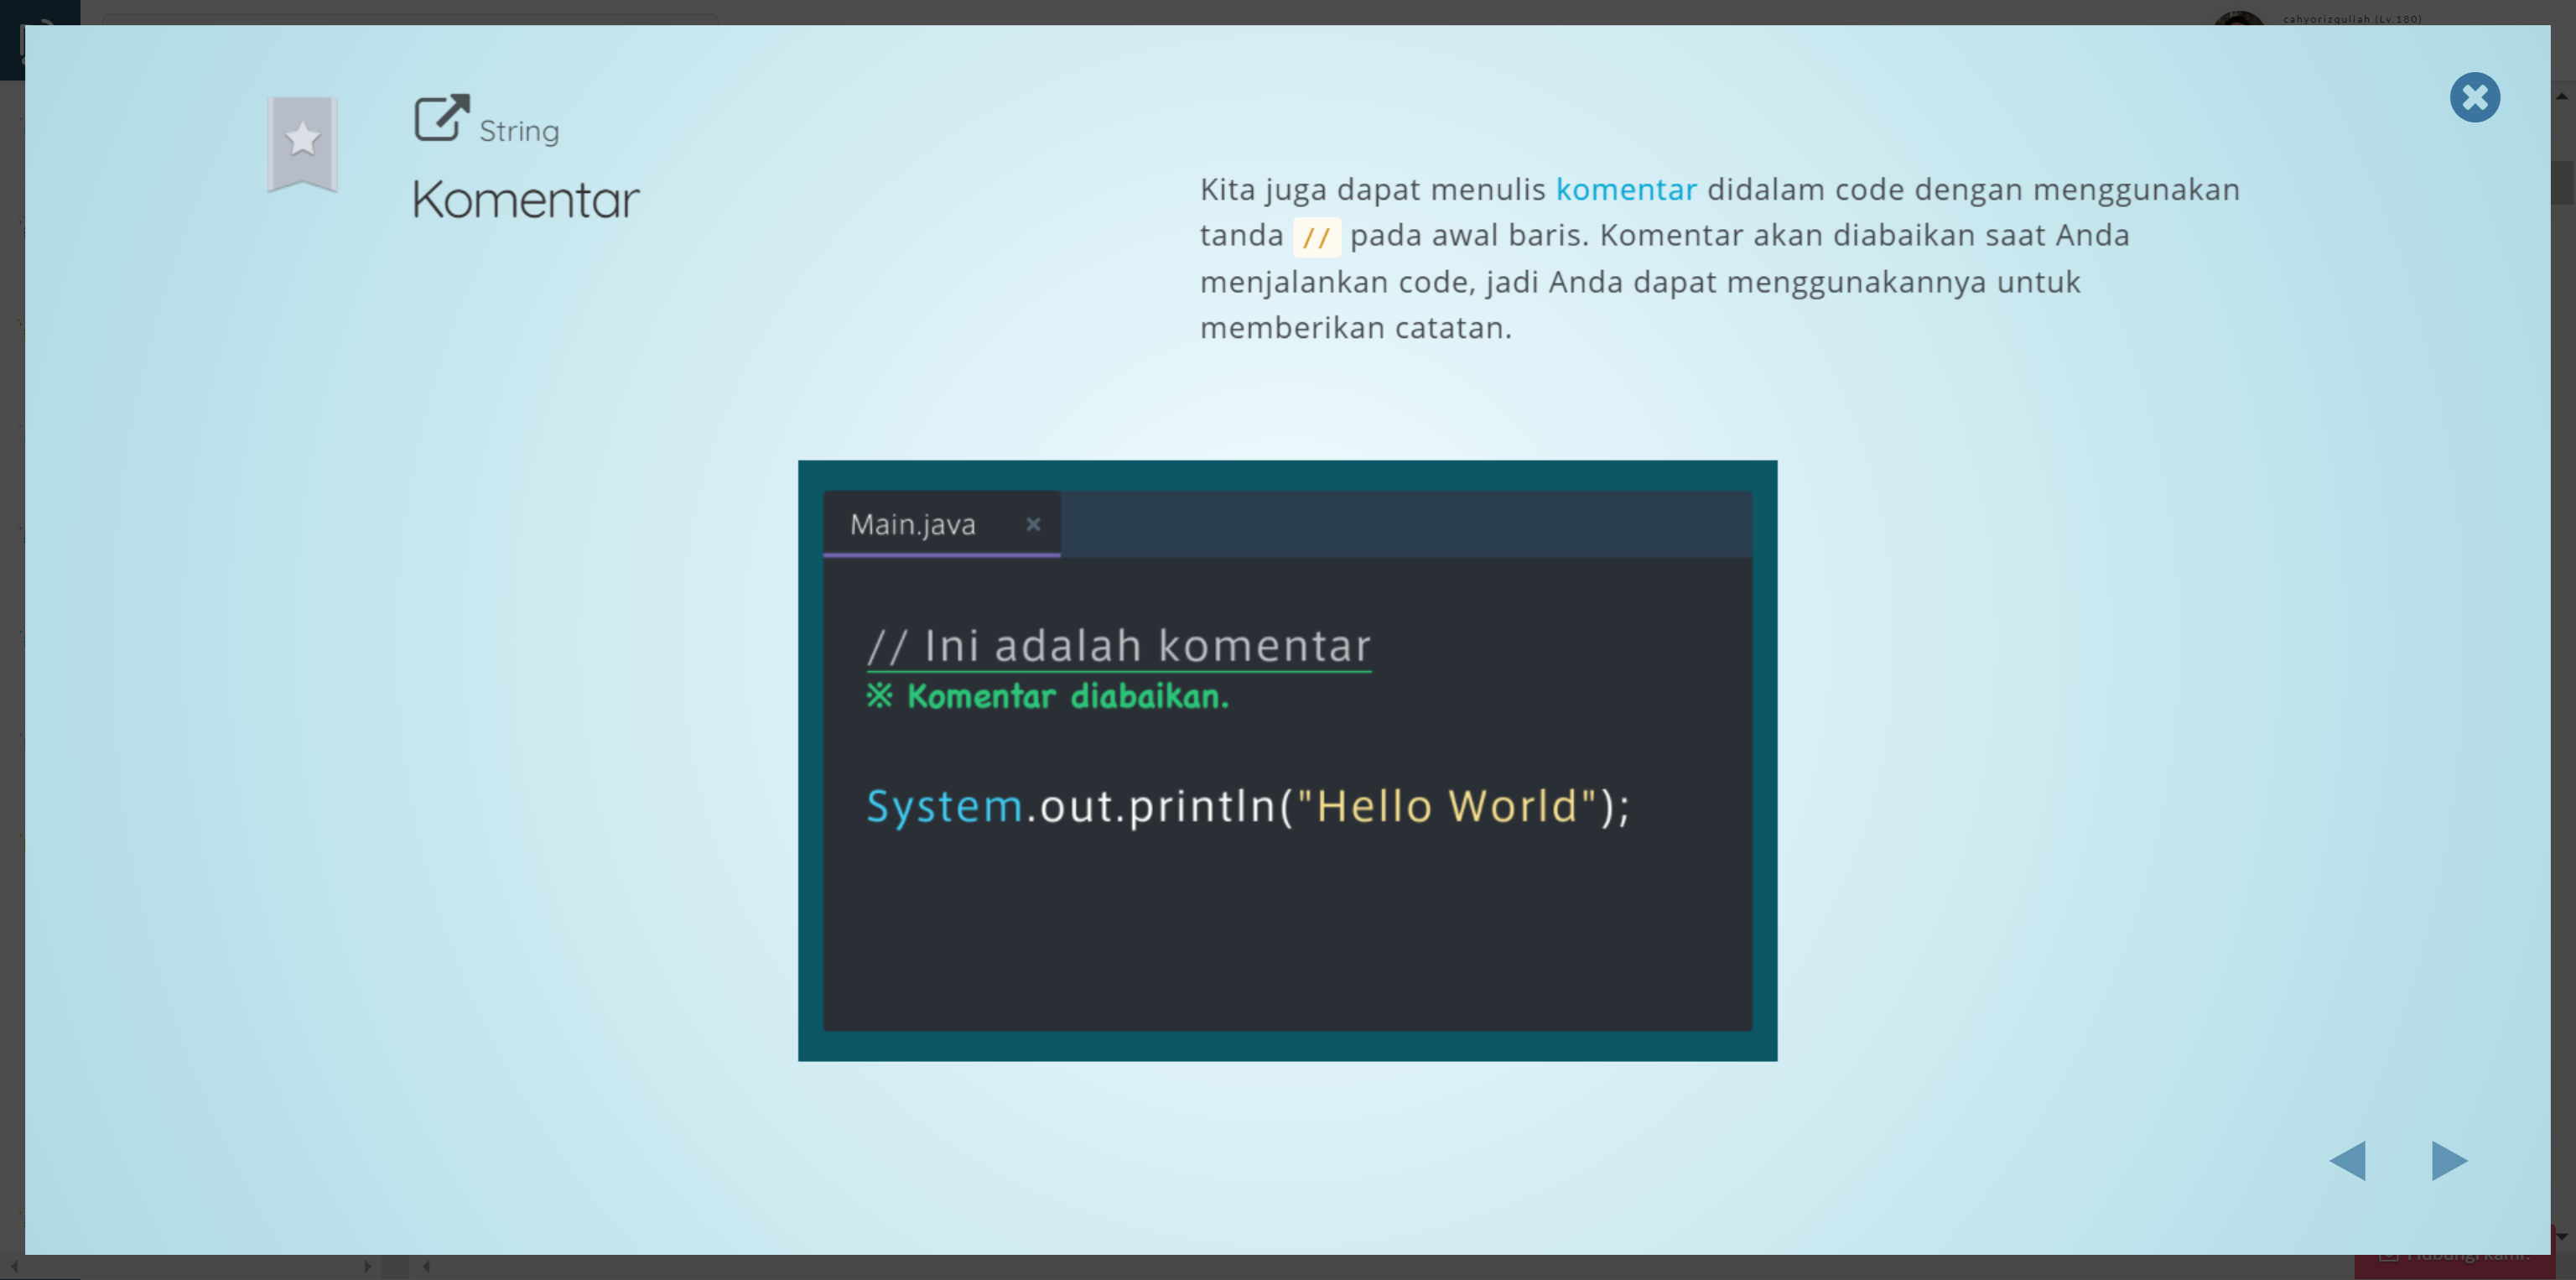 cahyorizqullah (Lv.180)
String
Komentar
Kita juga dapat menulis komentar didalam code dengan menggunakan
tanda // pada awal baris. Komentar akan diabaikan saat Anda
menjalankan code, jadi Anda dapat menggunakannya untuk
memberikan catatan.
Main.java ×
// Ini adalah komentar
※ Komentar diabaikan.
System.out.println("Hello World");
Hubungi kami!